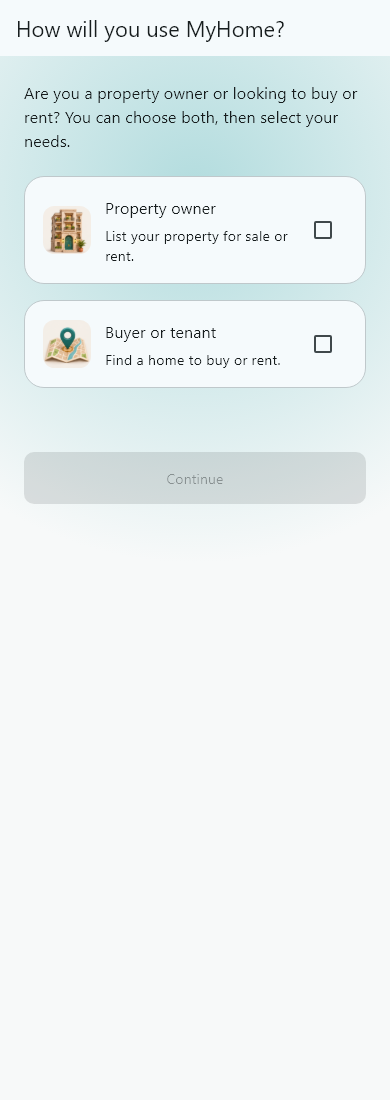 How will you use MyHome?
Are you a property owner or looking to buy or
rent? You can choose both, then select your
needs.
Property owner
List your property for sale or
rent.
Buyer or tenant
Find a home to buy or rent.
Continue